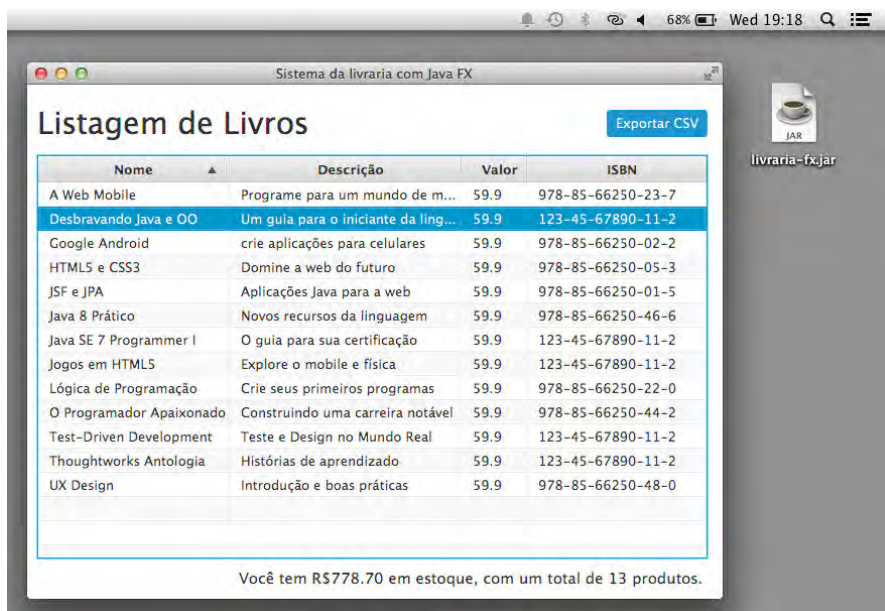 68% Wed 19:18
Sistema da livraria com Java FX
Listagem de Livros
Exportar CSV
JAR
livraria-fx.jar
Nome Descrição Valor ISBN
A Web Mobile Programe para um mundo de m... 59.9 978-85-66250-23-7
Desbravando Java e OO Um guia para o iniciante da ling... 59.9 123-45-67890-11-2
Google Android crie aplicações para celulares 59.9 978-85-66250-02-2
HTML5 e CSS3 Domine a web do futuro 59.9 978-85-66250-05-3
JSF e JPA Aplicações Java para a web 59.9 978-85-66250-01-5
Java 8 Prático Novos recursos da linguagem 59.9 978-85-66250-46-6
Java SE 7 Programmer I O guia para sua certificação 59.9 123-45-67890-11-2
Jogos em HTML5 Explore o mobile e física 59.9 123-45-67890-11-2
Lógica de Programação Crie seus primeiros programas 59.9 978-85-66250-22-0
O Programador Apaixonado Construindo uma carreira notável 59.9 978-85-66250-44-2
Test-Driven Development Teste e Design no Mundo Real 59.9 123-45-67890-11-2
Thoughtworks Antologia Histórias de aprendizado 59.9 123-45-67890-11-2
UX Design Introdução e boas práticas 59.9 978-85-66250-48-0
Você tem R$778.70 em estoque, com um total de 13 produtos.